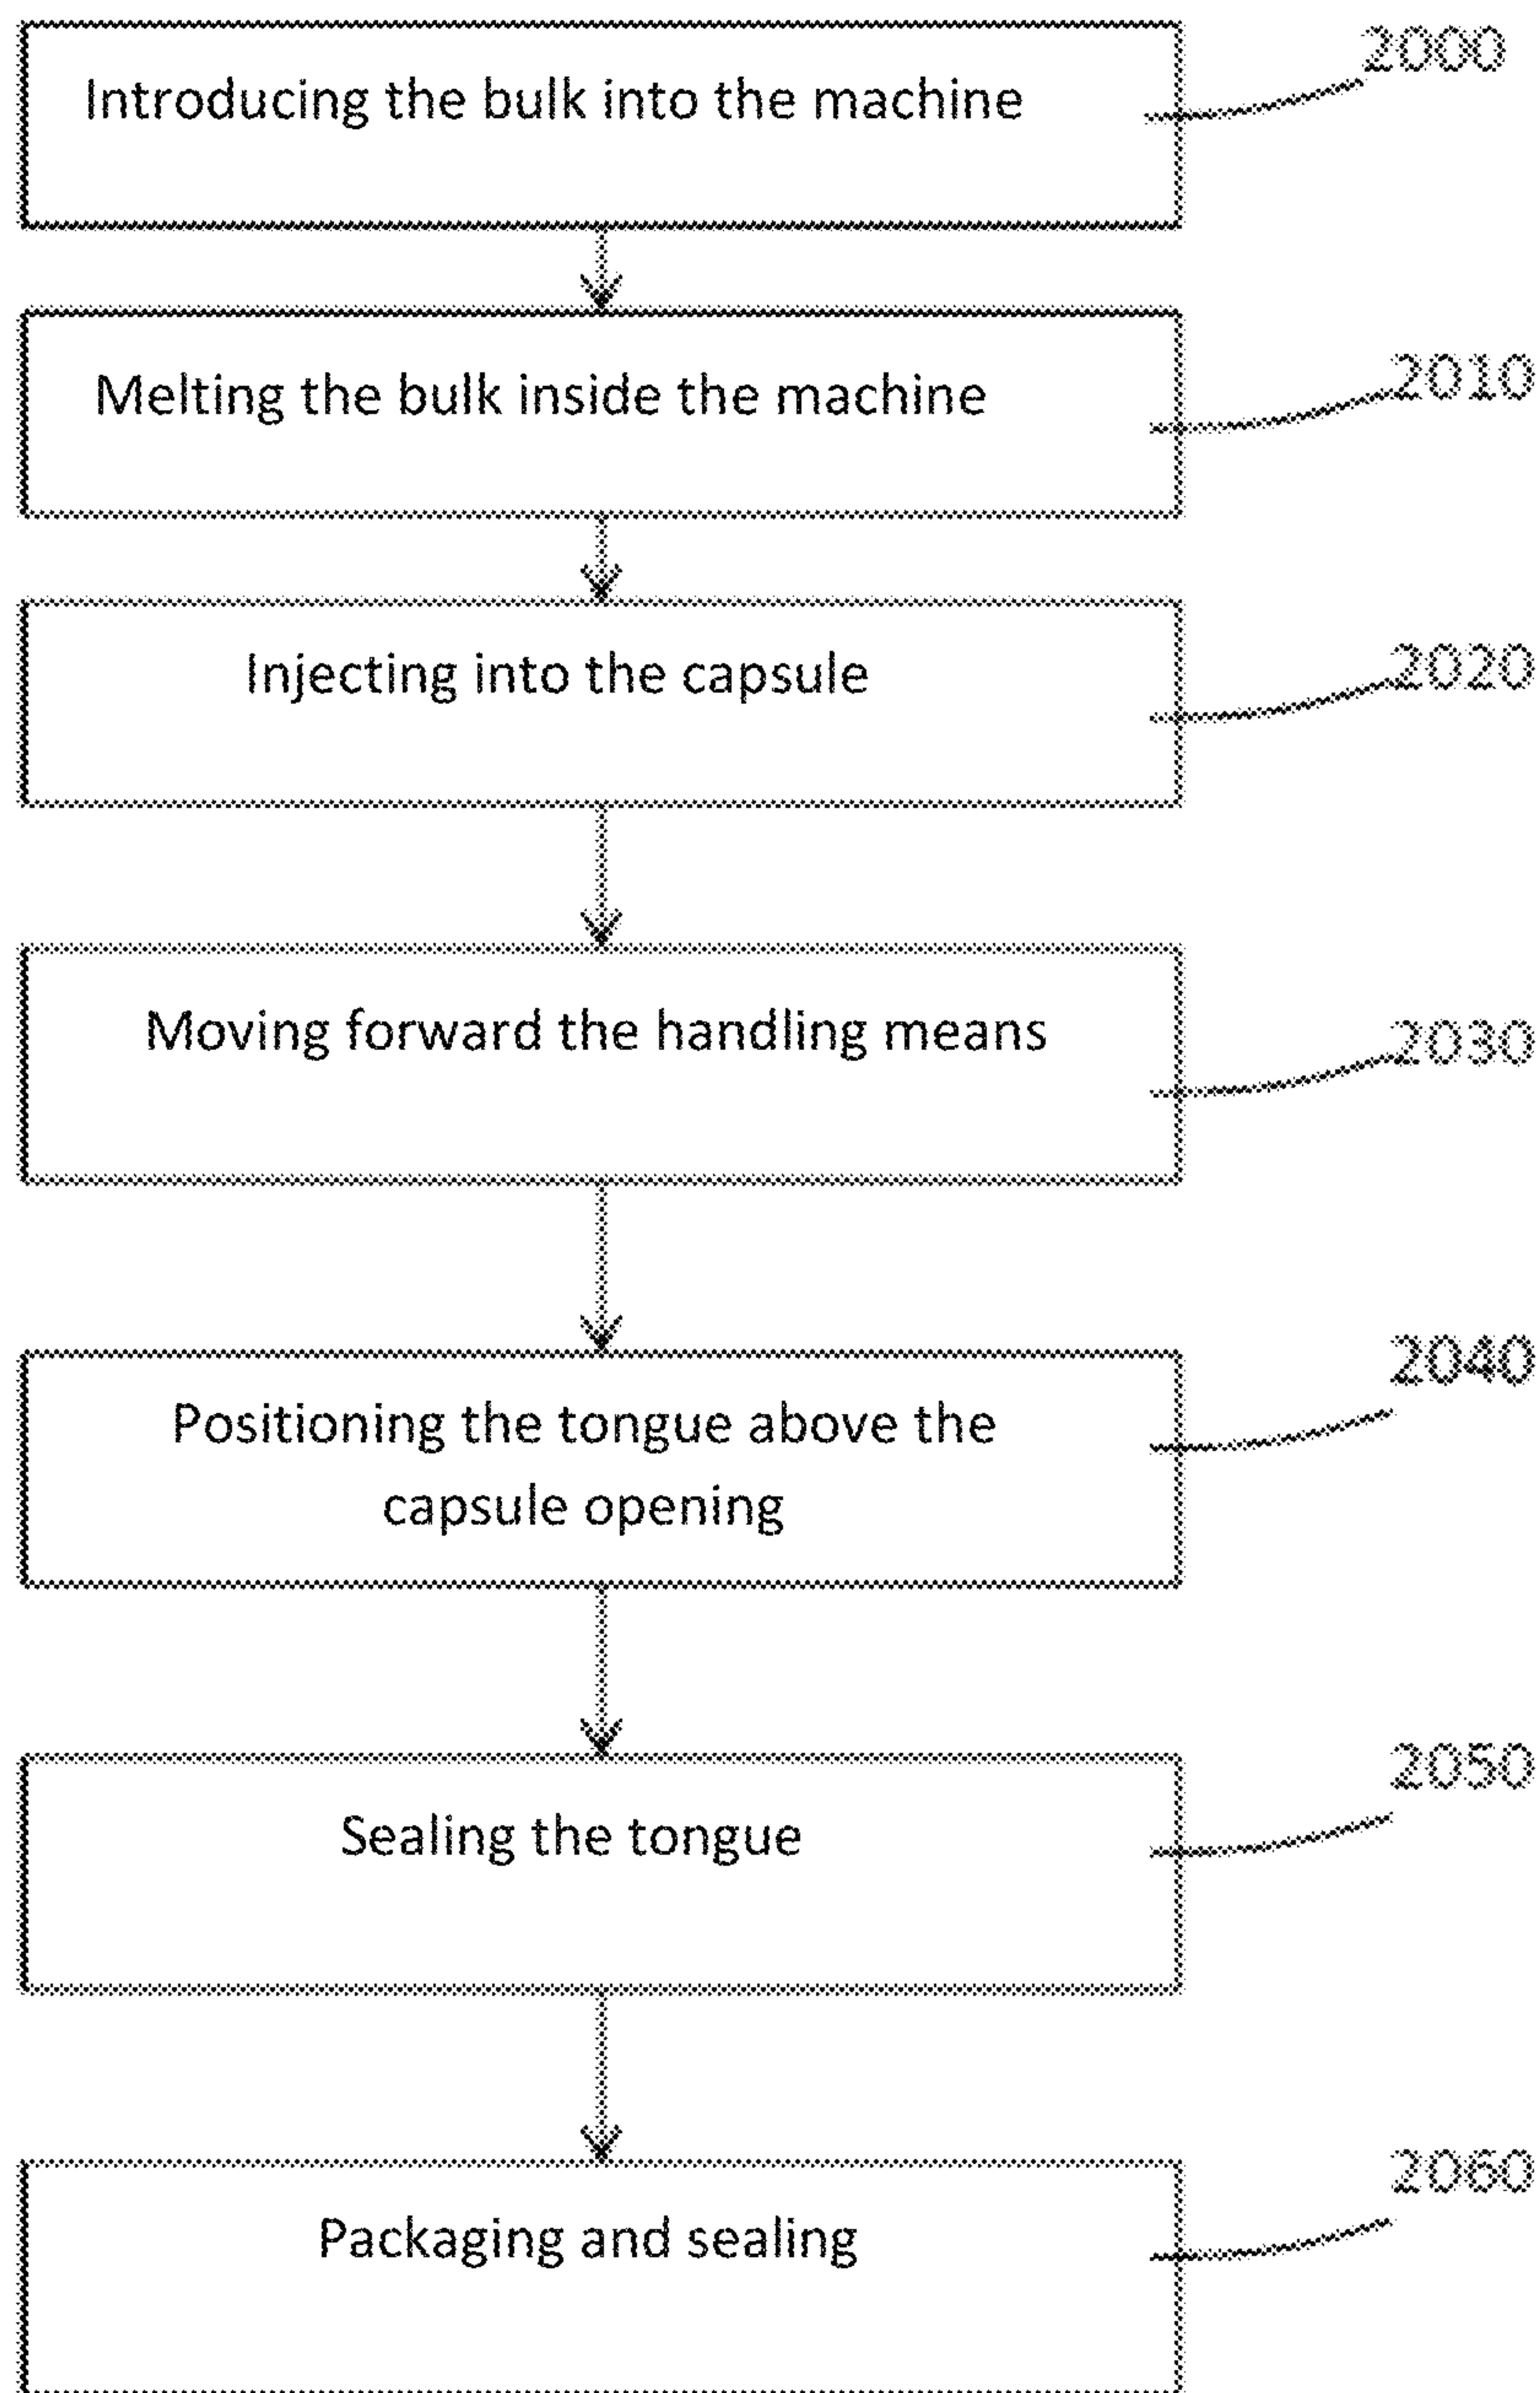 Introducing the bulk into the machine
2000
Melting the bulk inside the machine
2010
Injecting into the capsule
2020
Moving forward the handling means
2030
Positioning the tongue above the
capsule opening
2040
Sealing the tongue
2050
Packaging and sealing
2060